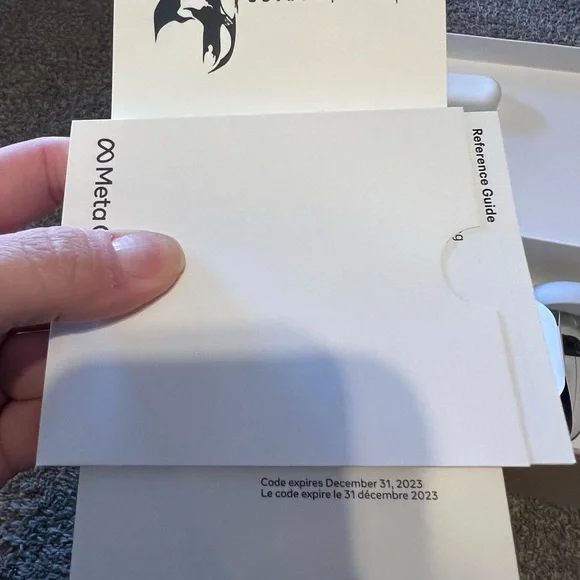 Meta
Reference Guide
Code expires December 31, 2023
Le code expire le 31 décembre 2023